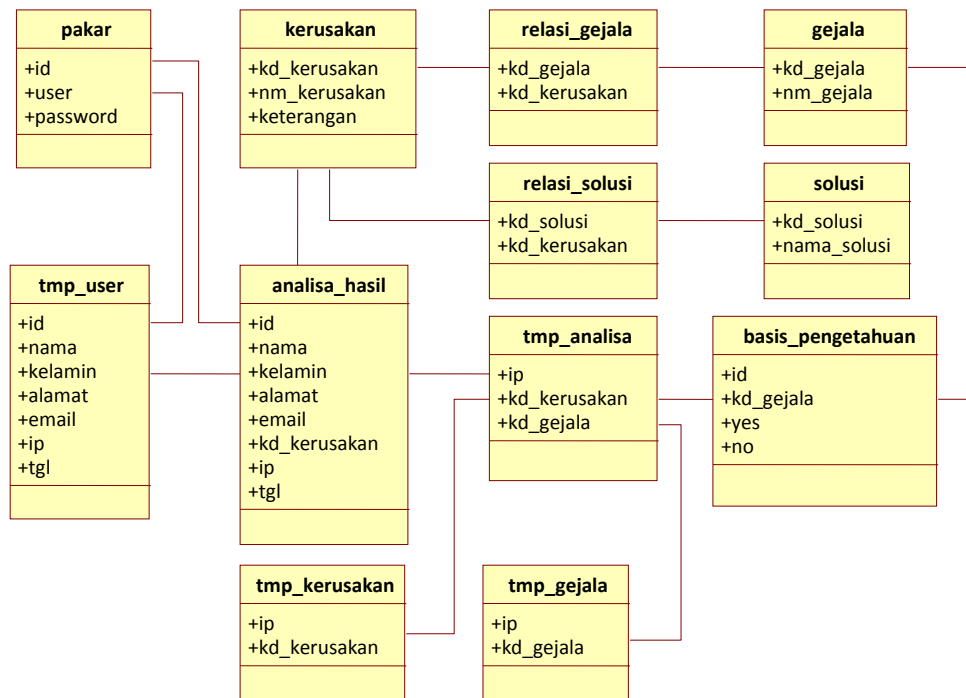 pakar
+id
+user
+password
kerusakan
+kd_kerusakan
+nm_kerusakan
+keterangan
relasi_gejala
+kd_gejala
+kd_kerusakan
gejala
+kd_gejala
+nm_gejala
relasi_solusi
+kd_solusi
+kd_kerusakan
solusi
+kd_solusi
+nama_solusi
tmp_user
+id
+nama
+kelamin
+alamat
+email
+ip
+tgl
analisa_hasil
+id
+nama
+kelamin
+alamat
+email
+kd_kerusakan
+ip
+tgl
tmp_analisa
+ip
+kd_kerusakan
+kd_gejala
basis_pengetahuan
+id
+kd_gejala
+yes
+no
tmp_kerusakan
+ip
+kd_kerusakan
tmp_gejala
+ip
+kd_gejala